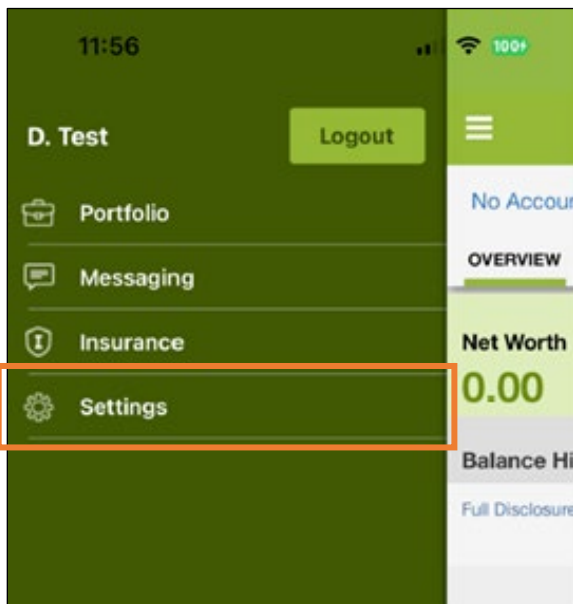 11:56
100+
D. Test
Logout
Portfolio
Messaging
Insurance
Settings
No Accour
OVERVIEW
Net Worth
0.00
Balance Hi
Full Disclosure